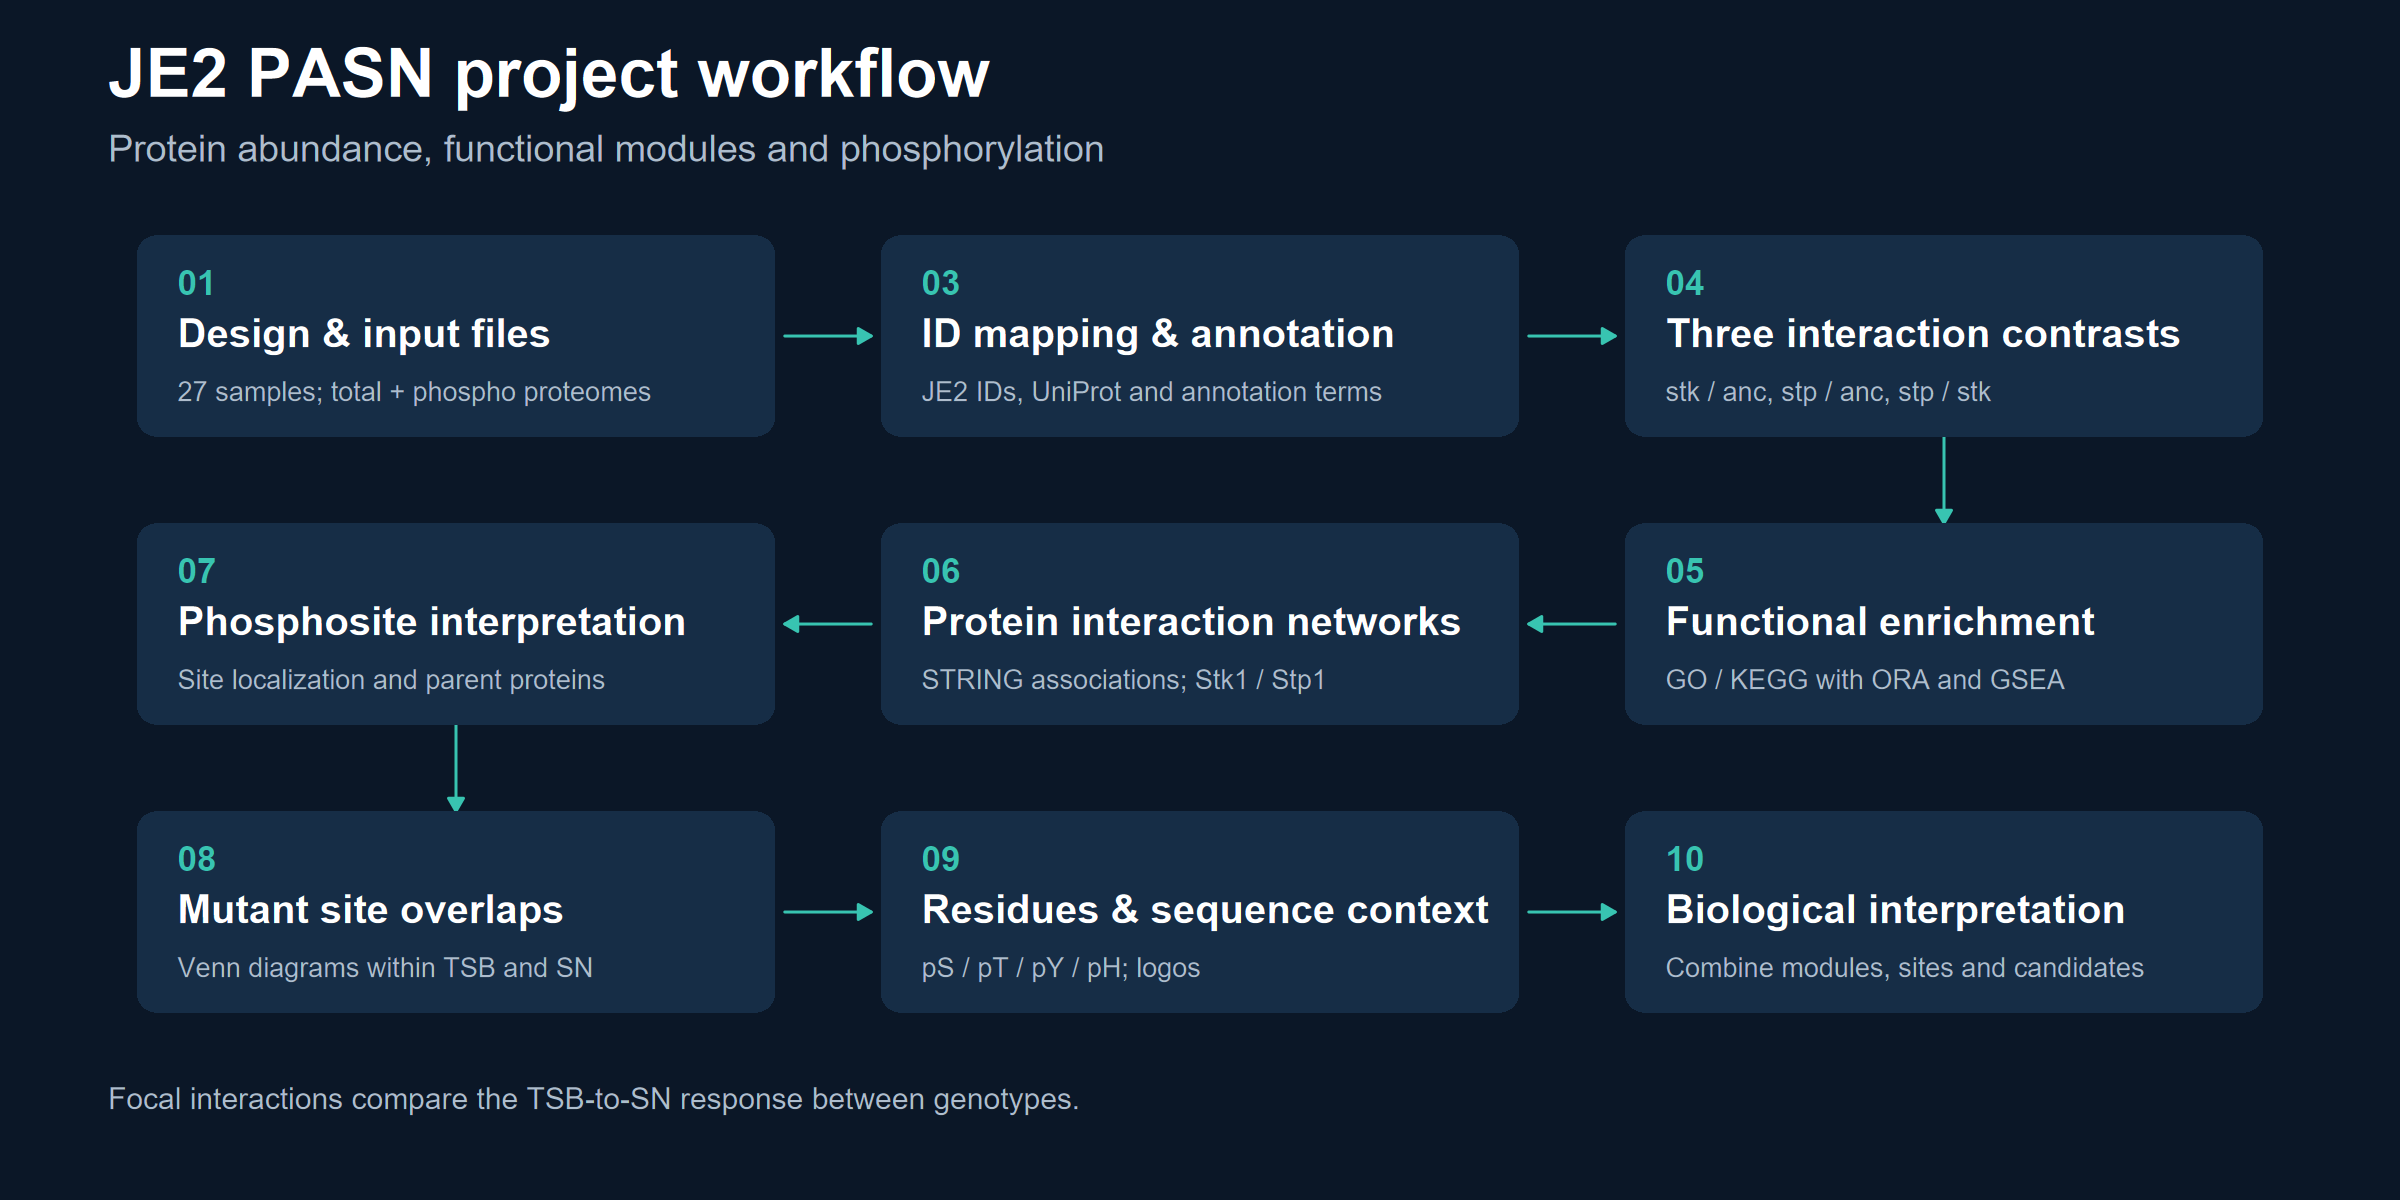 JE2 PASN project workflow
Protein abundance, functional modules and phosphorylation
01
Design & input files
27 samples; total + phospho proteomes
03
ID mapping & annotation
JE2 IDs, UniProt and annotation terms
04
Three interaction contrasts
stk / anc, stp / anc, stp / stk
07
Phosphosite interpretation
Site localization and parent proteins
06
Protein interaction networks
STRING associations; Stk1 / Stp1
05
Functional enrichment
GO / KEGG with ORA and GSEA
08
Mutant site overlaps
Venn diagrams within TSB and SN
09
Residues & sequence context
pS / pT / pY / pH; logos
10
Biological interpretation
Combine modules, sites and candidates
Focal interactions compare the TSB-to-SN response between genotypes.